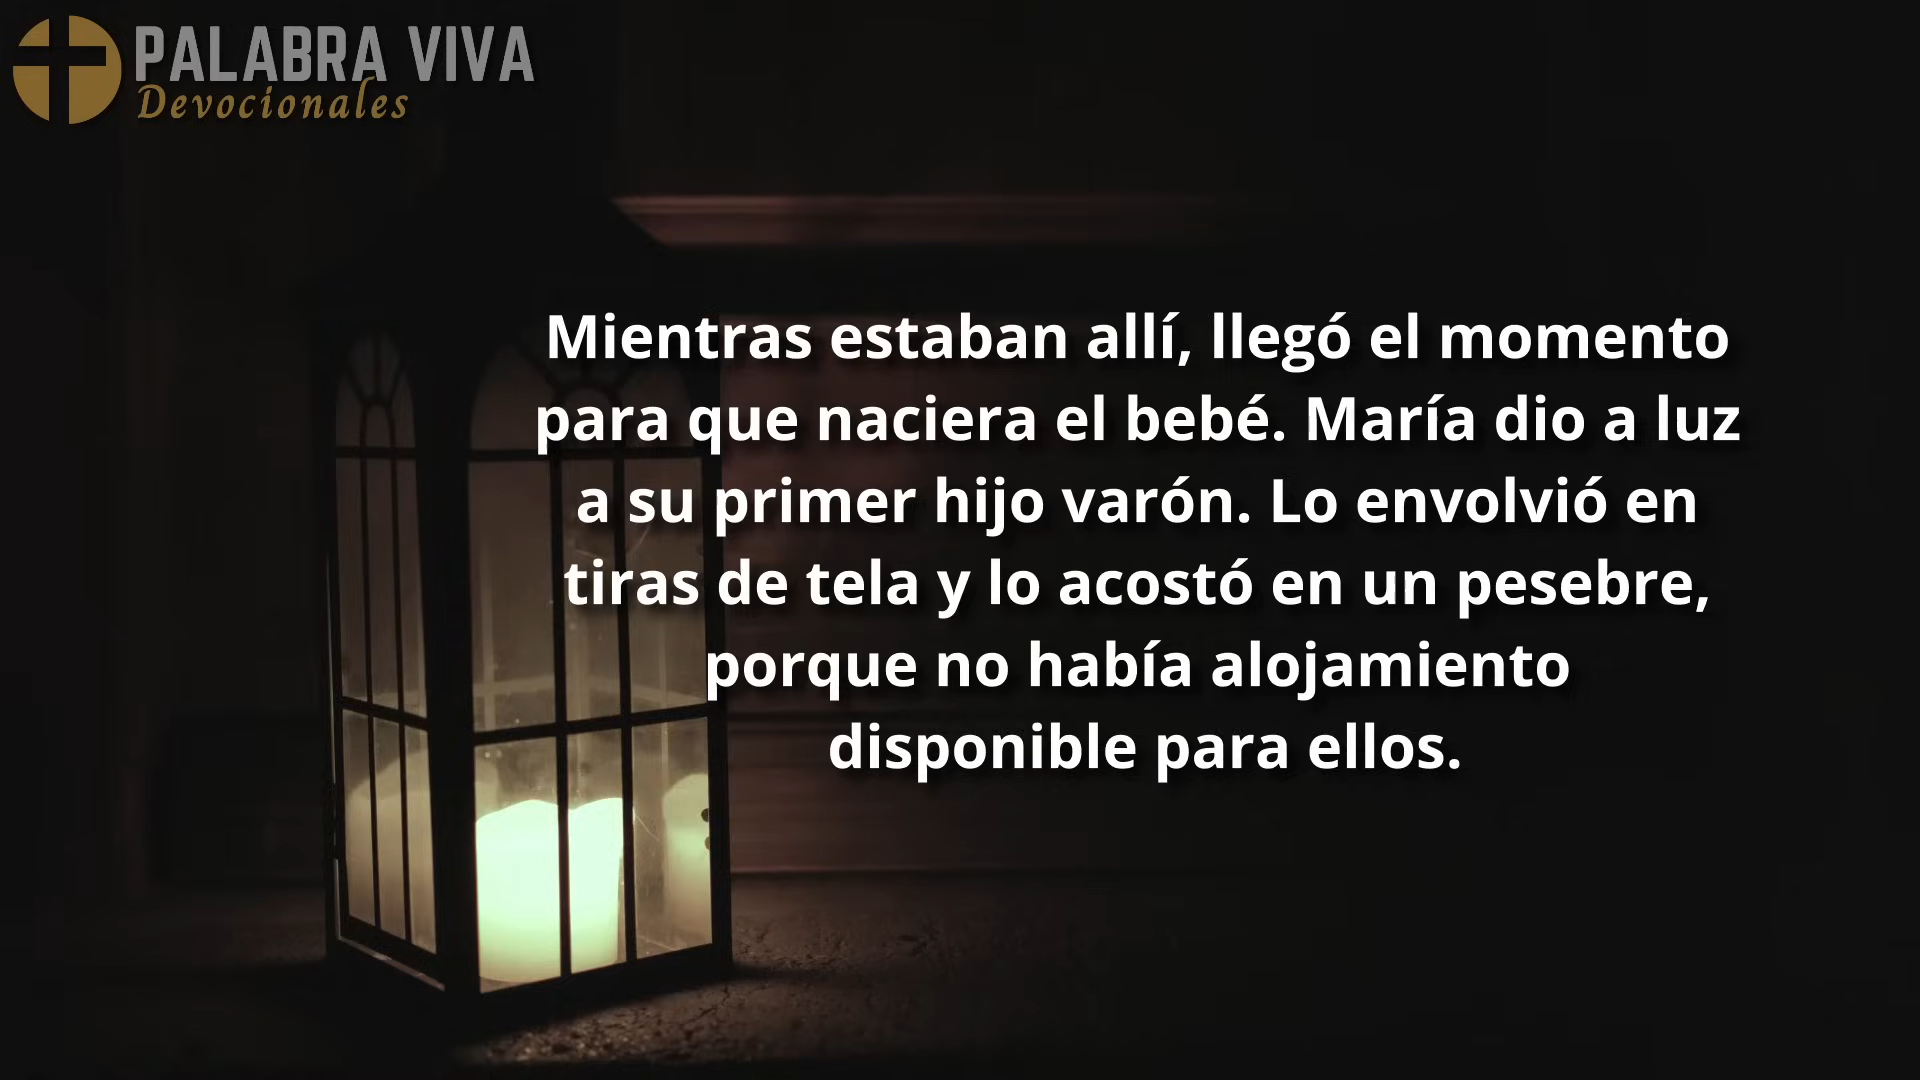 PALABRA VIVA
Devocionales
Mientras estaban allí, llegó el momento
para que naciera el bebé. María dio a luz
a su primer hijo varón. Lo envolvió en
tiras de tela y lo acostó en un pesebre,
porque no había alojamiento
disponible para ellos.